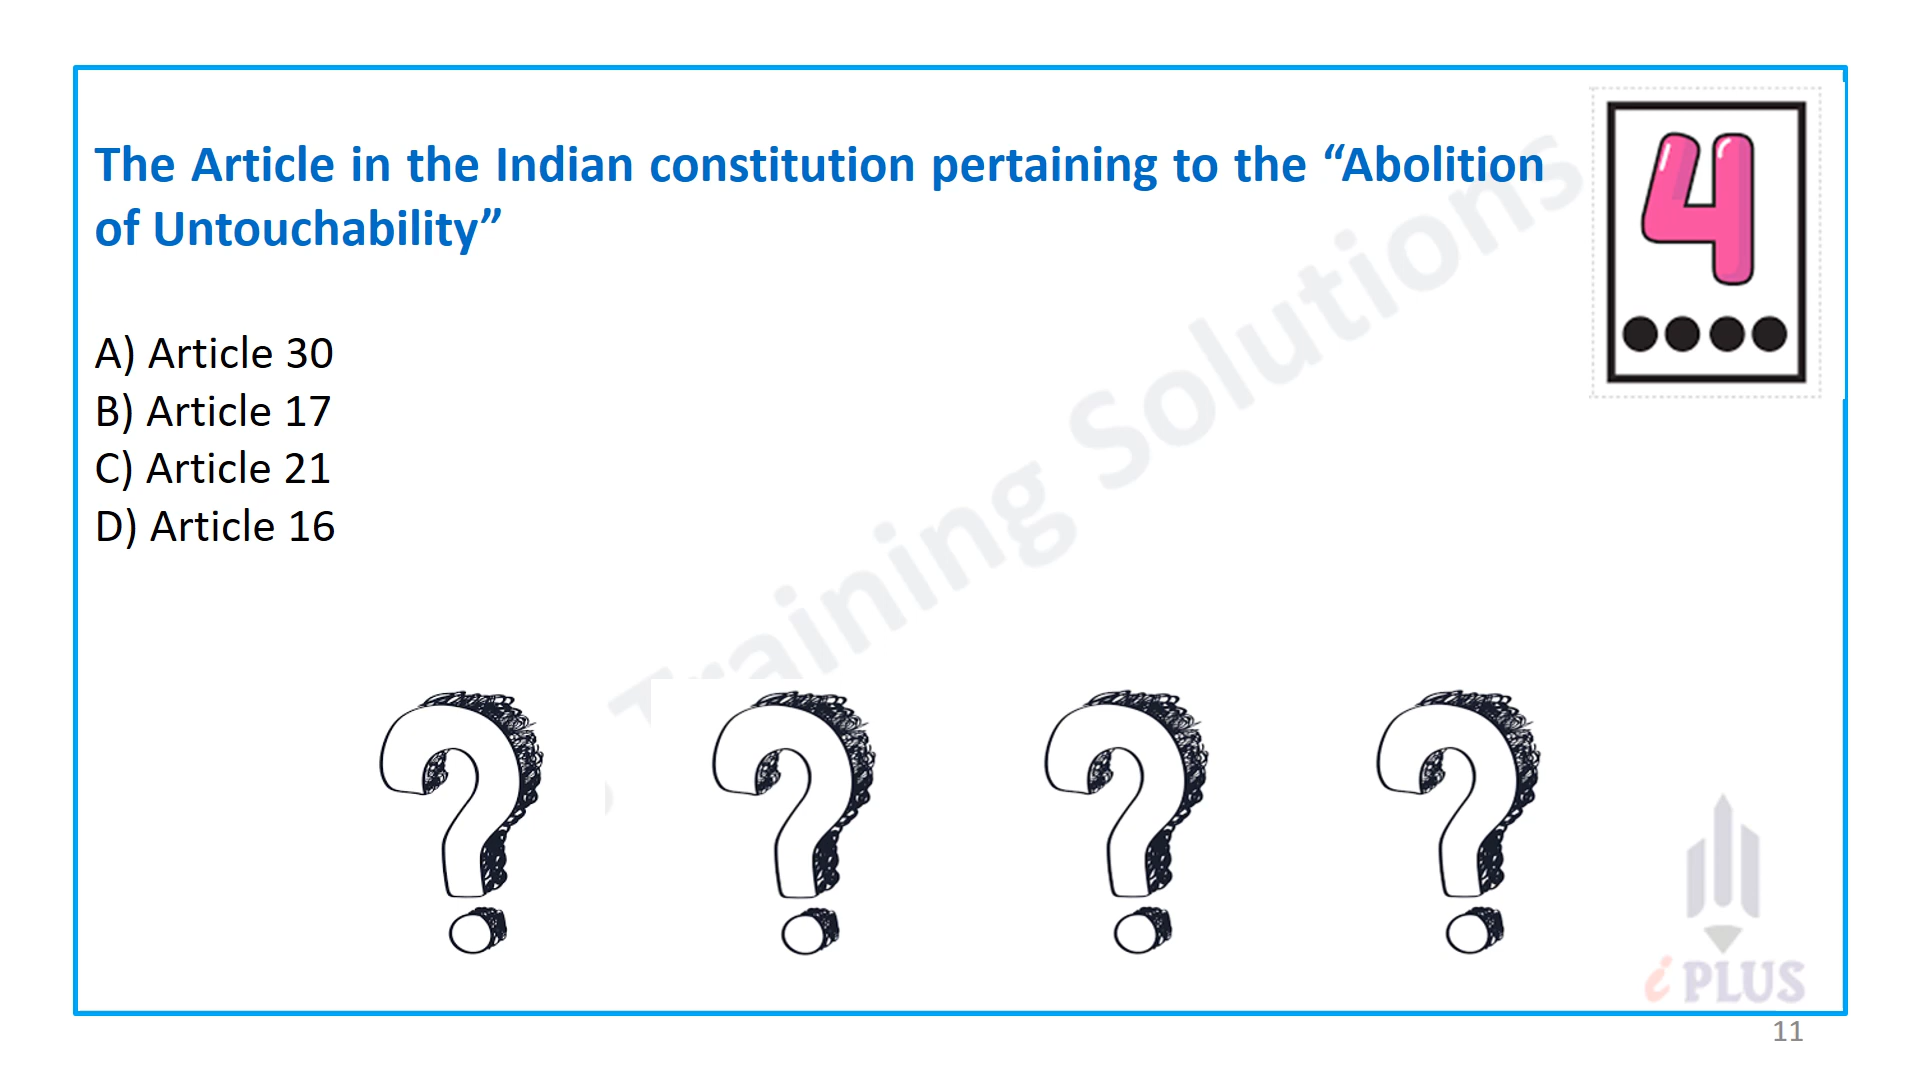 The Article in the Indian constitution pertaining to the “Abolition
of Untouchability”
4
A) Article 30
B) Article 17
C) Article 21
D) Article 16
Training Solutions
? ? ? ?
i PLUS
11